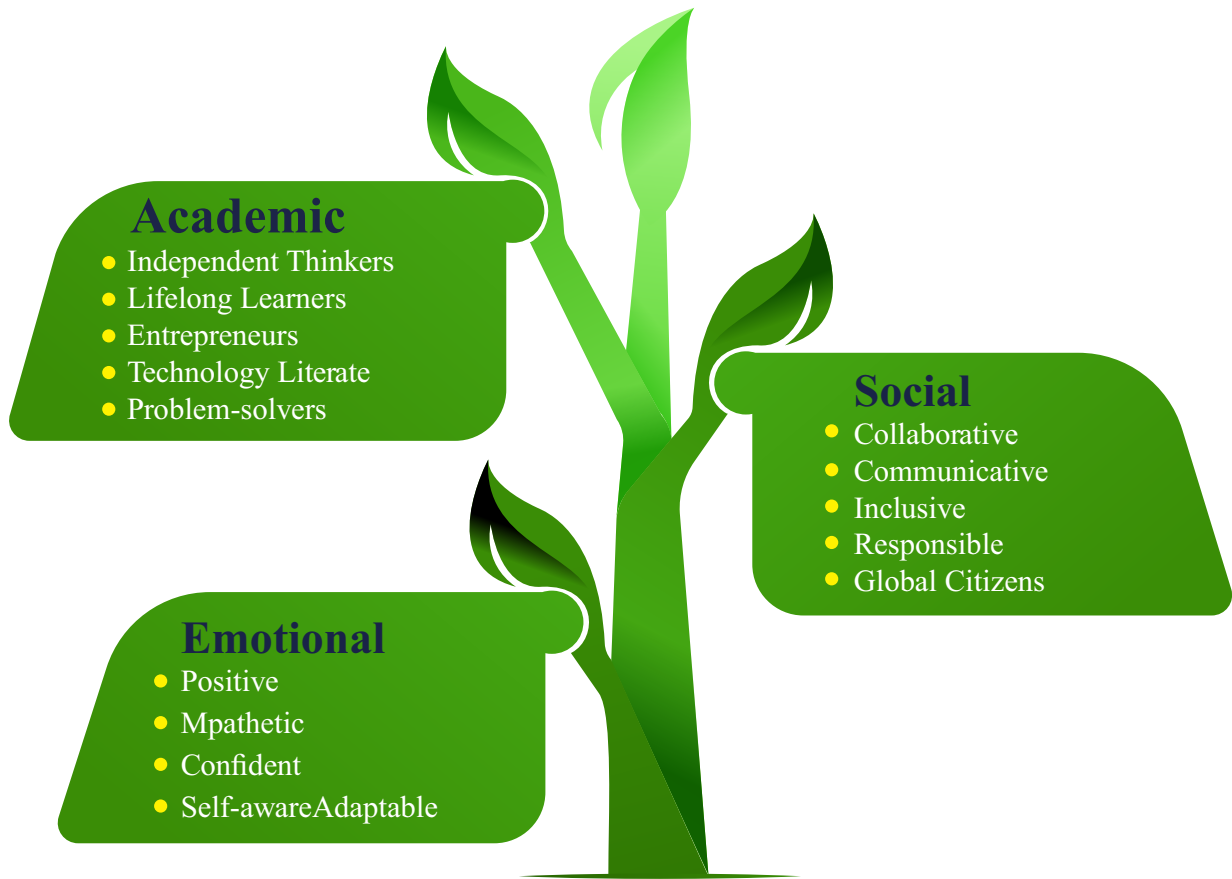 Academic
Independent Thinkers
Lifelong Learners
Entrepreneurs
Technology Literate
Problem-solvers
Social
Collaborative
Communicative
Inclusive
Responsible
Global Citizens
Emotional
Positive
Mpathetic
Confident
Self-awareAdaptable